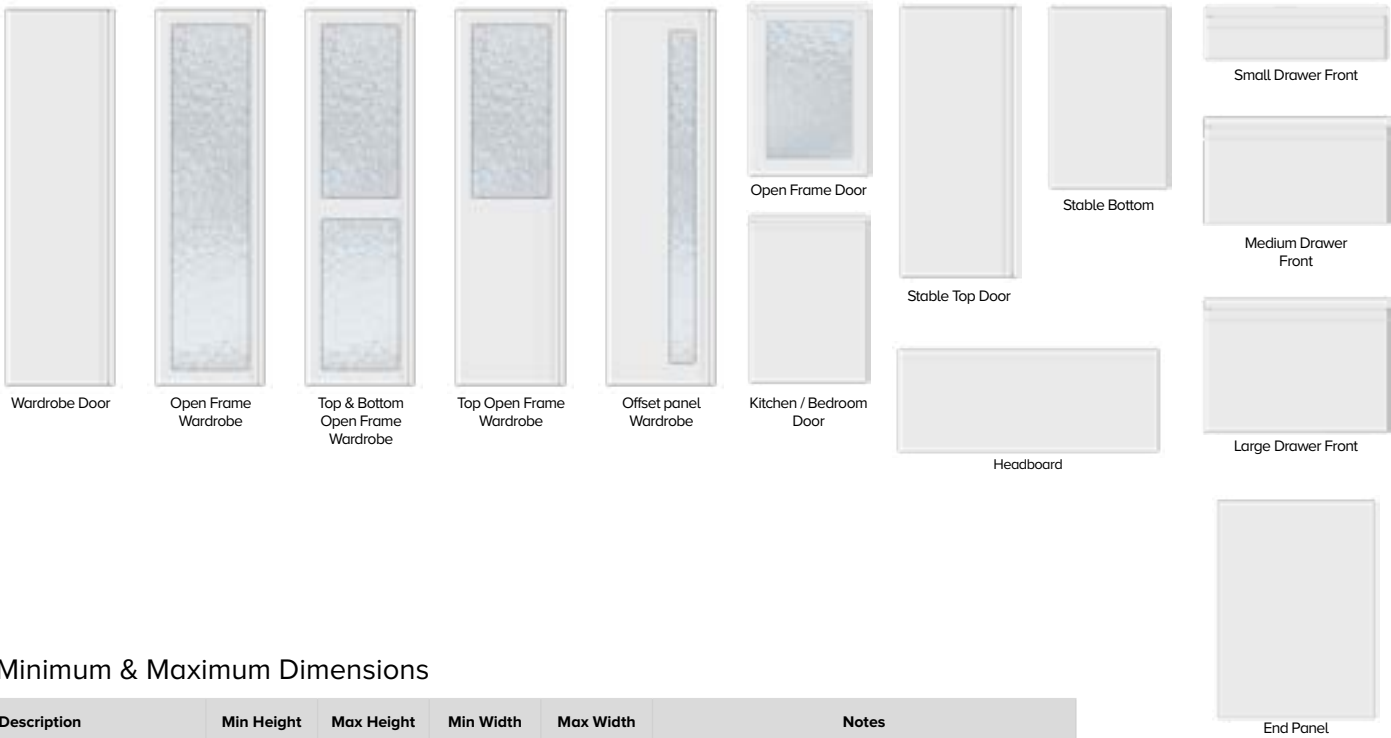 Wardrobe Door
Open Frame
Wardrobe
Top & Bottom
Open Frame
Wardrobe
Top Open Frame
Wardrobe
Offset panel
Wardrobe
Open Frame Door
Kitchen / Bedroom
Door
Stable Top Door
Stable Bottom
Headboard
Small Drawer Front
Medium Drawer
Front
Large Drawer Front
End Panel
Minimum & Maximum Dimensions
Description Min Height Max Height Min Width Max Width Notes